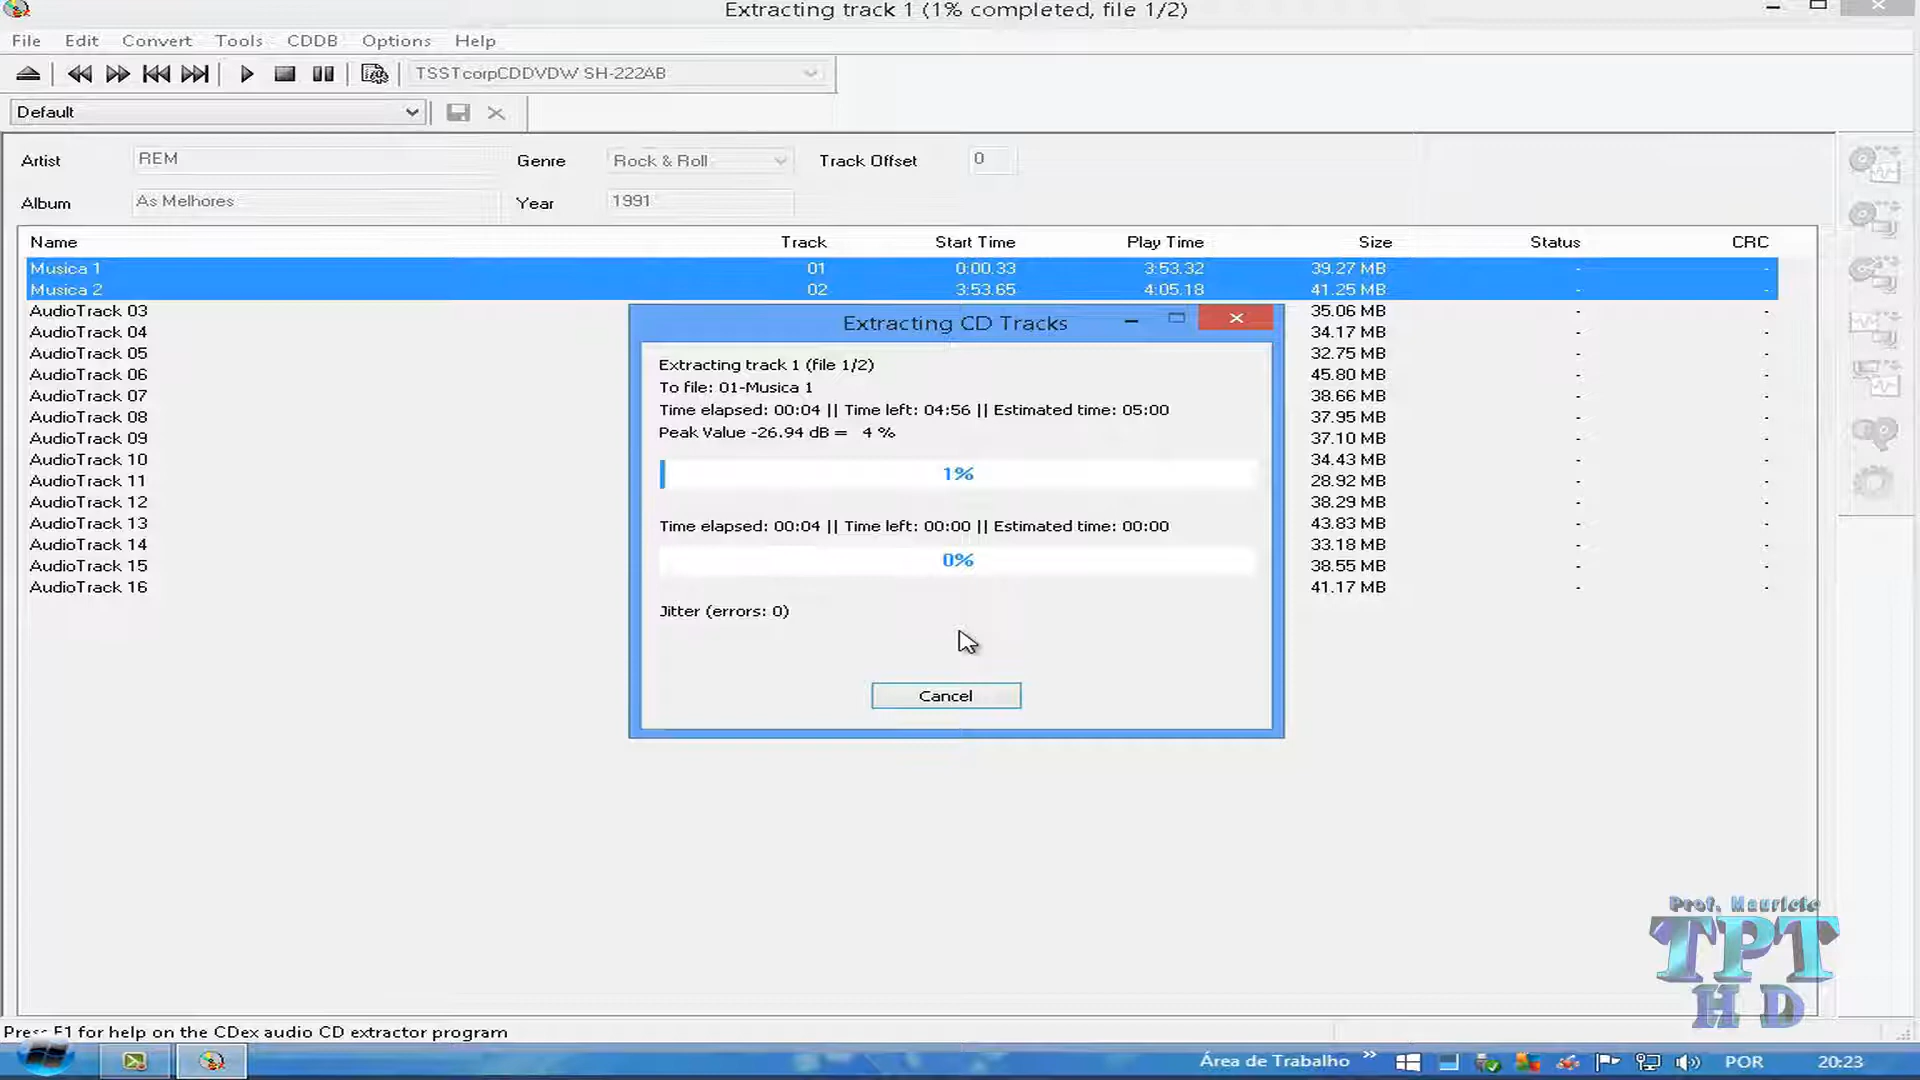 Extracting track 1 (1% completed, file 1/2)
File Edit Convert Tools CDDB Options Help
TSSTcorpCDDVDW SH-222AB
Default
Artist REM Genre Rock & Roll Track Offset 0
Album As Melhores Year 1991
Name Track Start Time Play Time Size Status CRC
Musica 1 01 0:00.33 3:53.32 39.27 MB - -
Musica 2 02 3:53.65 4:05.18 41.25 MB - -
AudioTrack 03 35.06 MB - -
AudioTrack 04 34.17 MB - -
AudioTrack 05 32.75 MB - -
AudioTrack 06 45.80 MB - -
AudioTrack 07 38.66 MB - -
AudioTrack 08 37.95 MB - -
AudioTrack 09 37.10 MB - -
AudioTrack 10 34.43 MB - -
AudioTrack 11 28.92 MB - -
AudioTrack 12 38.29 MB - -
AudioTrack 13 43.83 MB - -
AudioTrack 14 33.18 MB - -
AudioTrack 15 38.55 MB - -
AudioTrack 16 41.17 MB - -
Extracting CD Tracks
Extracting track 1 (file 1/2)
To file: 01-Musica 1
Time elapsed: 00:04 || Time left: 04:56 || Estimated time: 05:00
Peak Value -26.94 dB = 4 %
1%
Time elapsed: 00:04 || Time left: 00:00 || Estimated time: 00:00
0%
Jitter (errors: 0)
Cancel
Prof. Mauricio
TPT
HD
Press F1 for help on the CDex audio CD extractor program
Área de Trabalho » POR 20:23